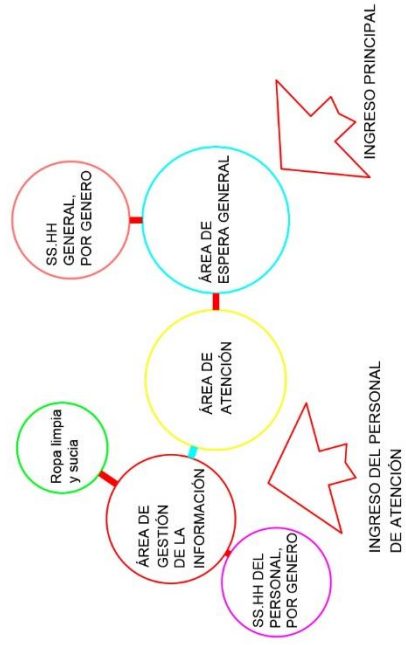 SS.HH
GENERAL,
POR GENERO
ÁREA DE
ESPERA GENERAL
INGRESO PRINCIPAL
ÁREA DE
ATENCIÓN
Ropa limpia
y sucia
ÁREA DE
GESTIÓN
DE LA
INFORMACIÓN
SS.HH DEL
PERSONAL,
POR GENERO
INGRESO DEL PERSONAL
DE ATENCIÓN